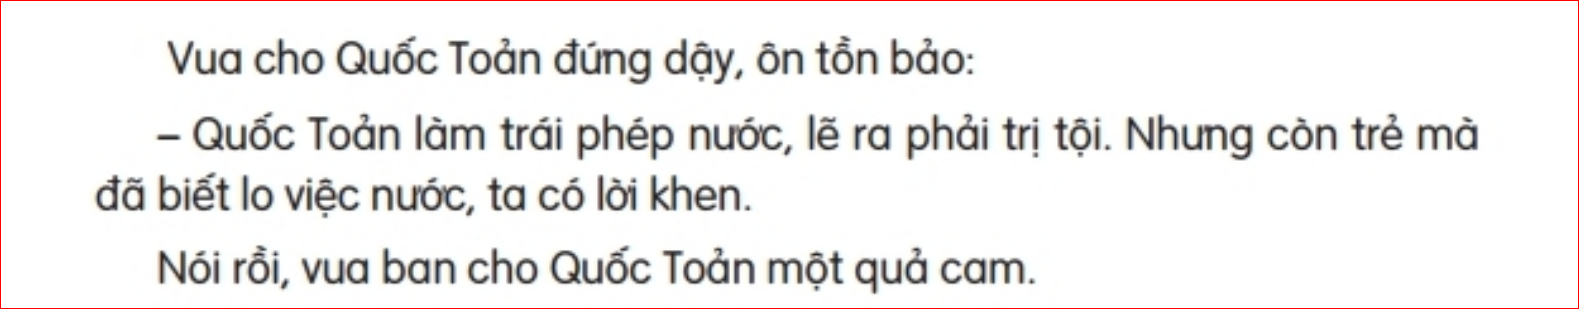 Vua cho Quốc Toản đứng dậy, ôn tồn bảo:
– Quốc Toản làm trái phép nước, lẽ ra phải trị tội. Nhưng còn trẻ mà
đã biết lo việc nước, ta có lời khen.
Nói rồi, vua ban cho Quốc Toản một quả cam.